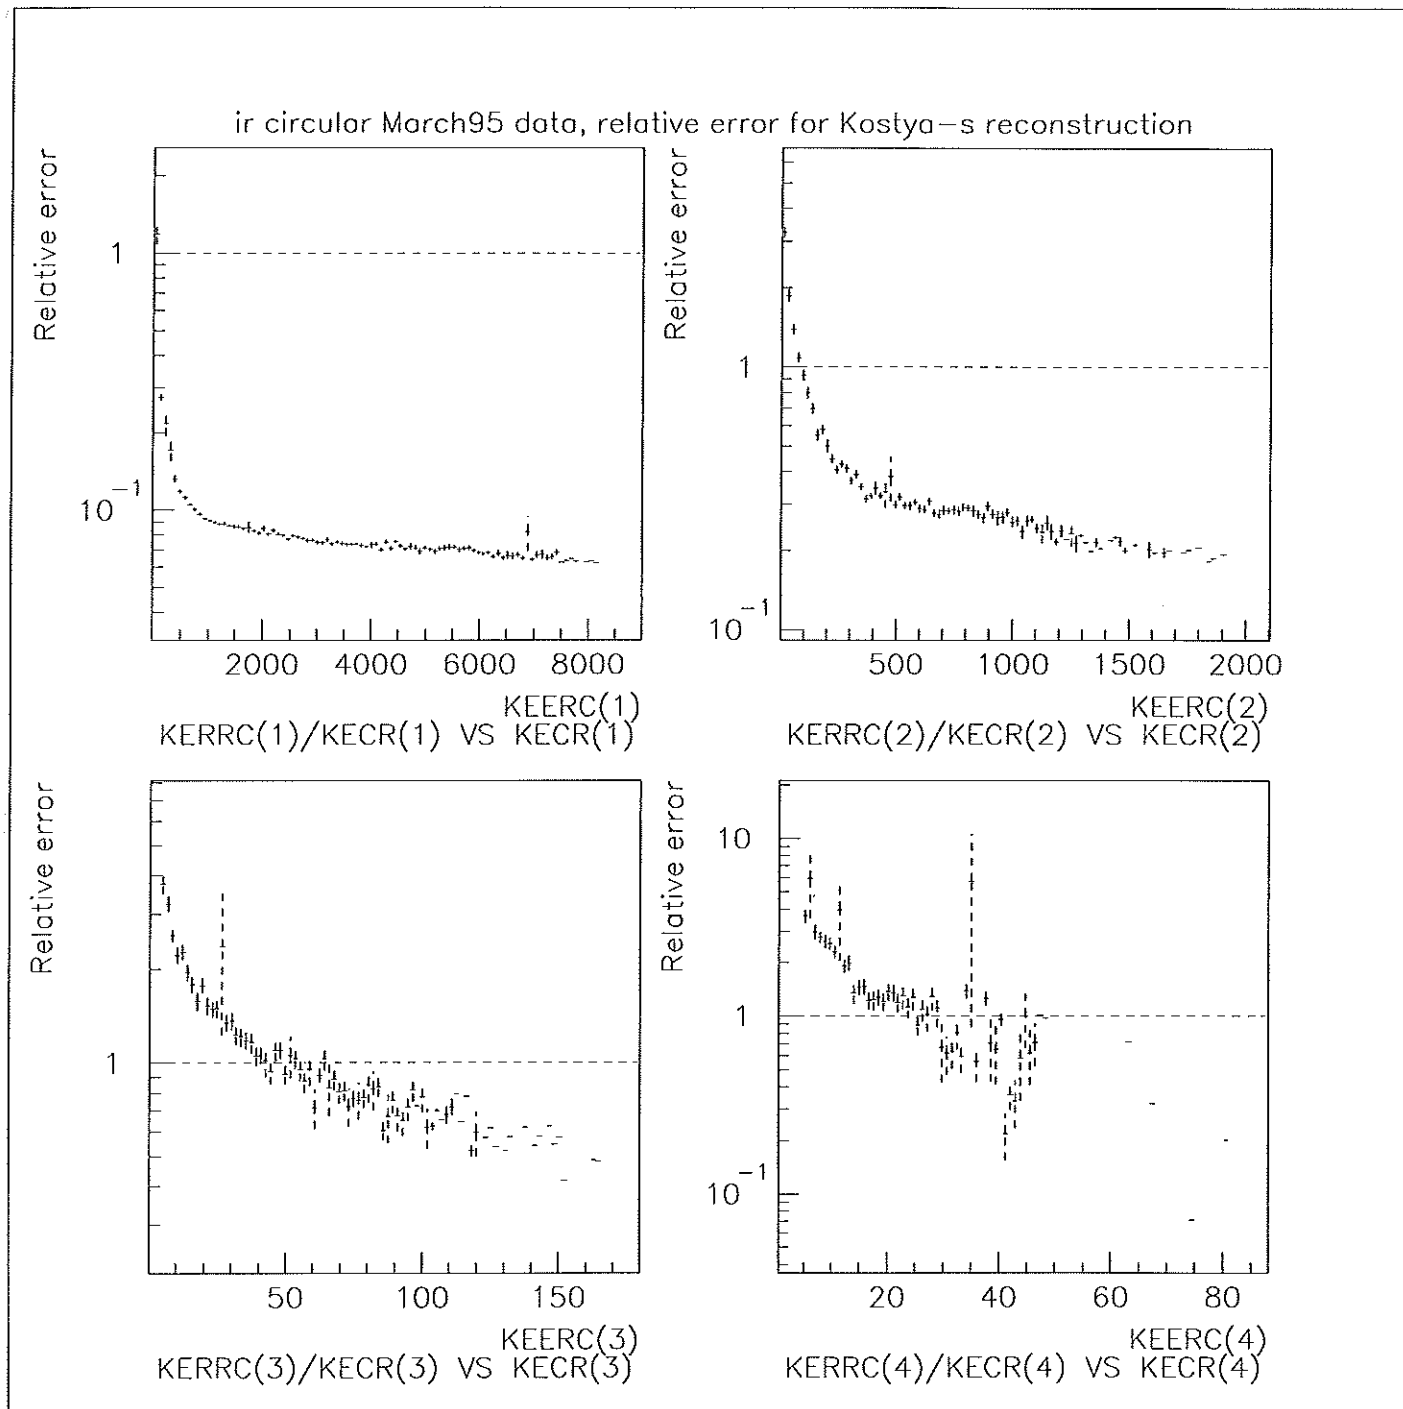 ir circular March95 data, relative error for Kostya-s reconstruction
Relative error
1
10⁻¹
2000 4000 6000 8000
KEERC(1)
KERRC(1)/KECR(1) VS KECR(1)
Relative error
1
10⁻¹
500 1000 1500 2000
KEERC(2)
KERRC(2)/KECR(2) VS KECR(2)
Relative error
1
50 100 150
KEERC(3)
KERRC(3)/KECR(3) VS KECR(3)
Relative error
10
1
10⁻¹
20 40 60 80
KEERC(4)
KERRC(4)/KECR(4) VS KECR(4)